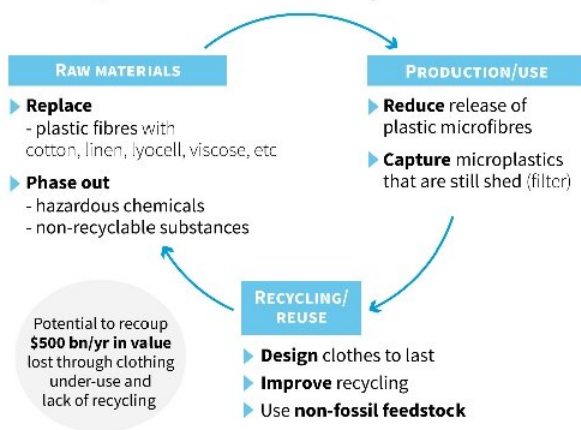 RAW MATERIALS
Replace
- plastic fibres with
cotton, linen, lyocell, viscose, etc
Phase out
- hazardous chemicals
- non-recyclable substances
PRODUCTION/USE
Reduce release of
plastic microfibres
Capture microplastics
that are still shed (filter)
RECYCLING/
REUSE
Design clothes to last
Improve recycling
Use non-fossil feedstock
Potential to recoup
$500 bn/yr in value
lost through clothing
under-use and
lack of recycling